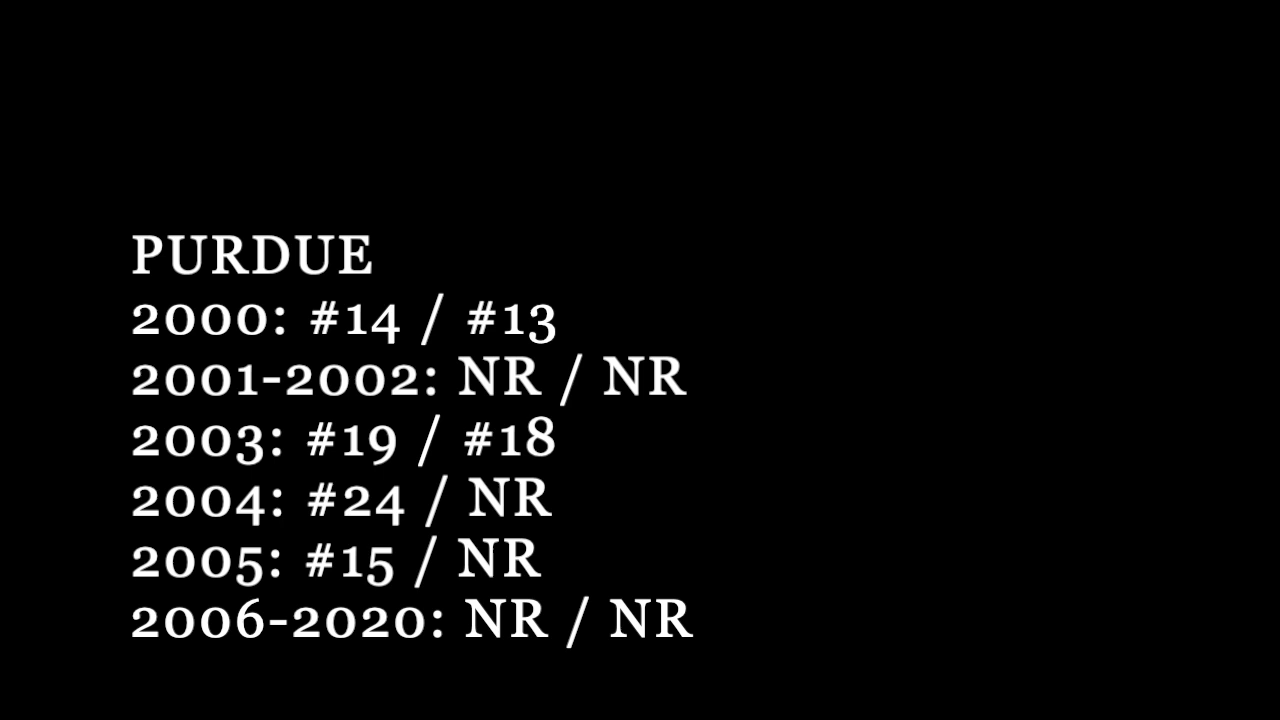 PURDUE
2000: #14 / #13
2001-2002: NR / NR
2003: #19 / #18
2004: #24 / NR
2005: #15 / NR
2006-2020: NR / NR